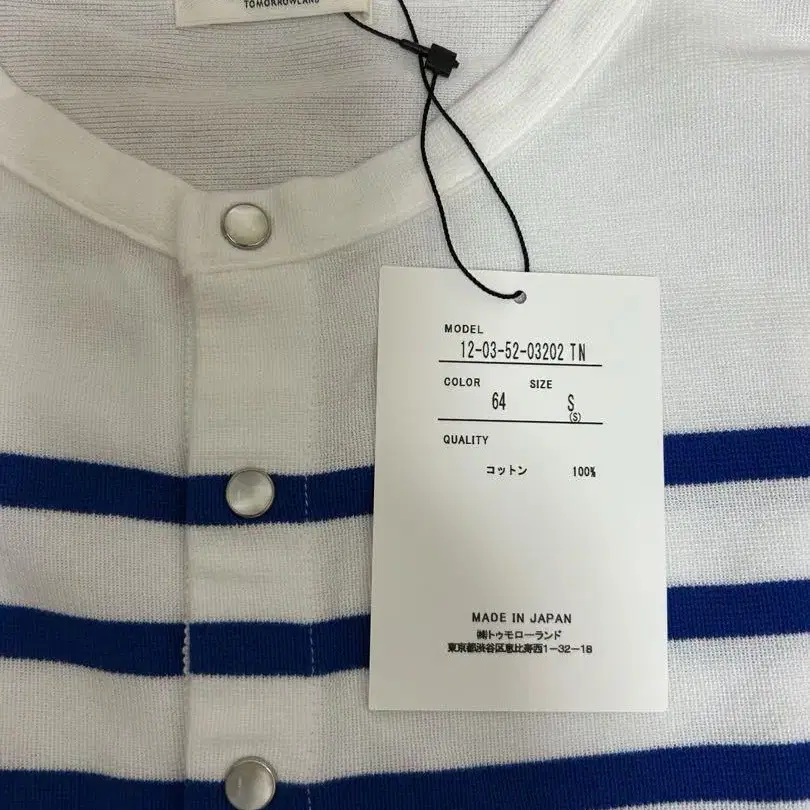 TOMORROWLAND
MODEL
12-03-52-03202 TN
COLOR SIZE
64 S
(S)
QUALITY
コットン 100%
MADE IN JAPAN
㈱トゥモローランド
東京都渋谷区恵比寿西1-32-18